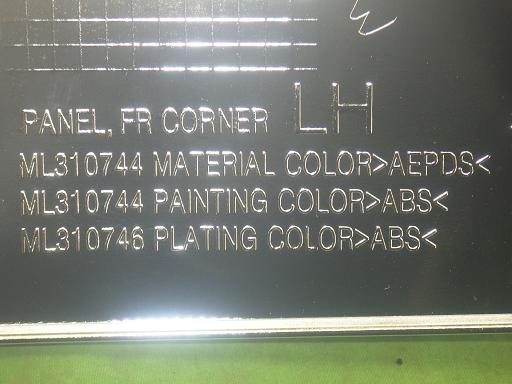 PANEL, FR CORNER LH
ML310744 MATERIAL COLOR>AEPDS<
ML310744 PAINTING COLOR>ABS<
ML310746 PLATING COLOR>ABS<